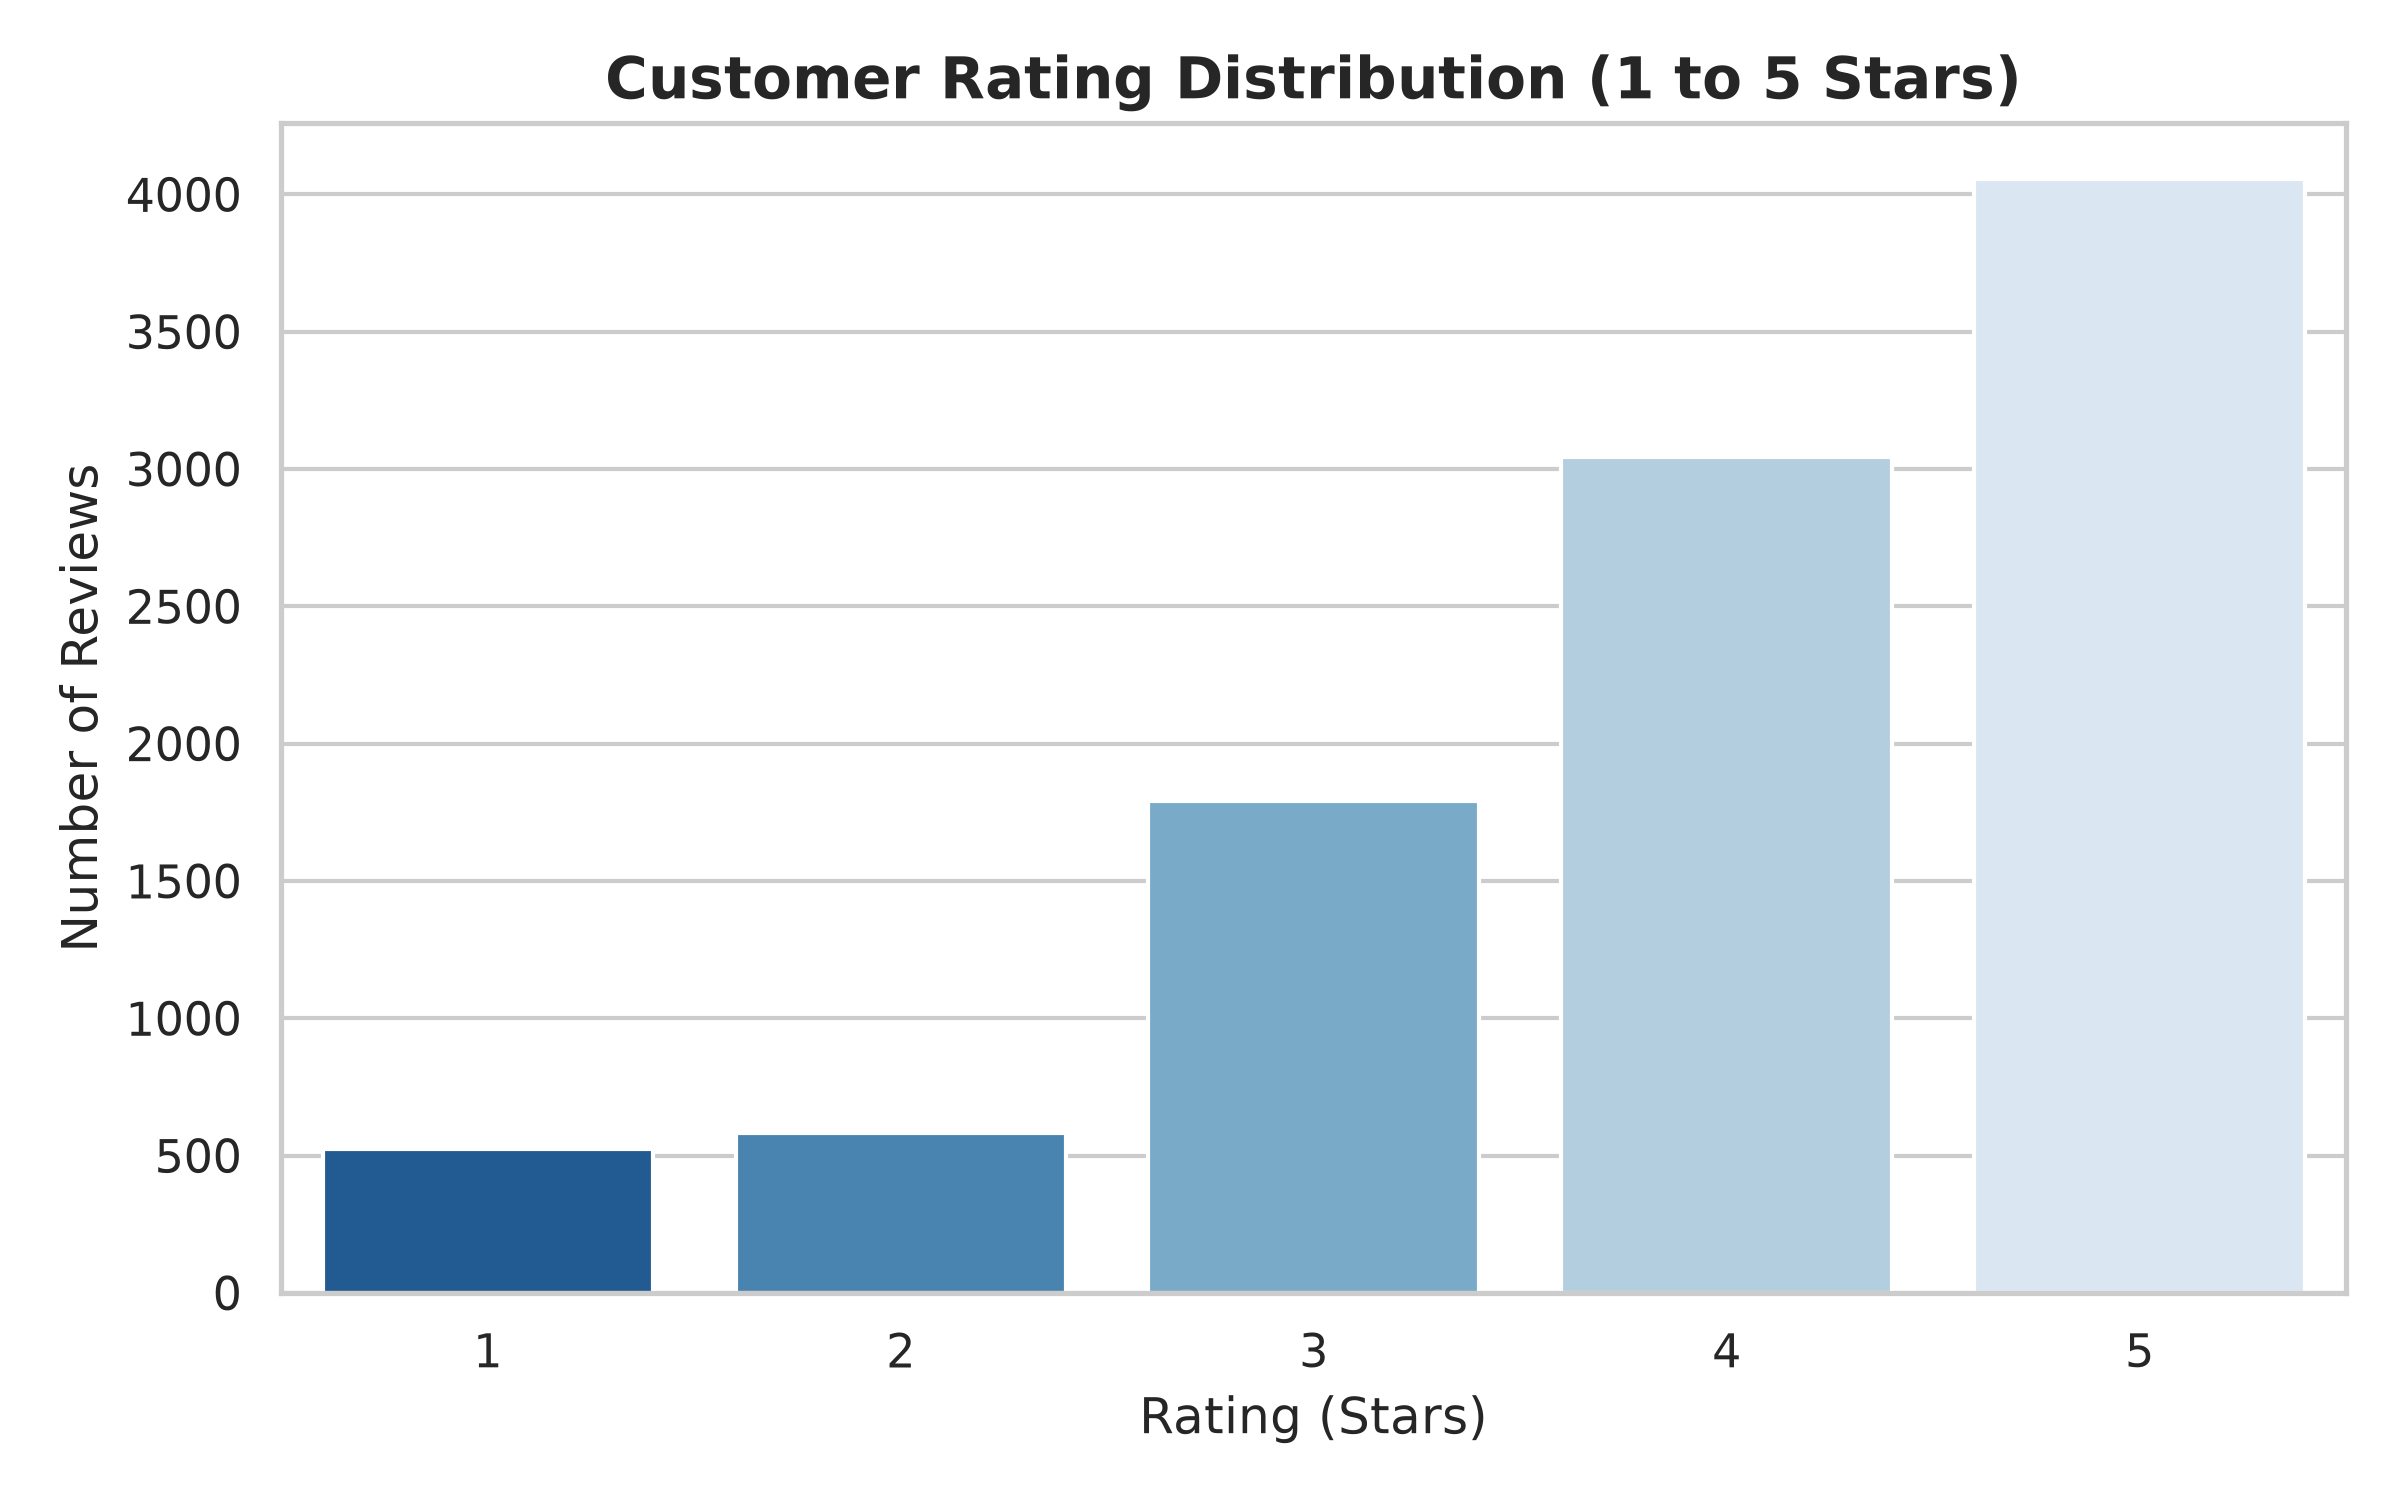 Customer Rating Distribution (1 to 5 Stars)
Number of Reviews
4000
3500
3000
2500
2000
1500
1000
500
0
1 2 3 4 5
Rating (Stars)